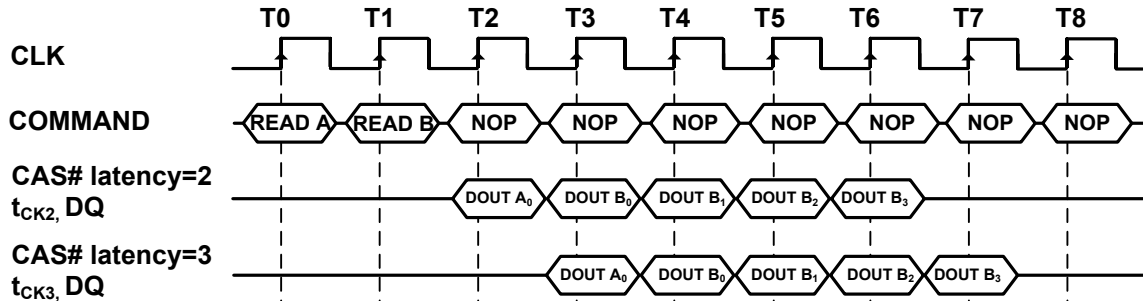 T0 T1 T2 T3 T4 T5 T6 T7 T8
CLK
COMMAND READ A READ B NOP NOP NOP NOP NOP NOP NOP
CAS# latency=2
tCK2, DQ DOUT A0 DOUT B0 DOUT B1 DOUT B2 DOUT B3
CAS# latency=3
tCK3, DQ DOUT A0 DOUT B0 DOUT B1 DOUT B2 DOUT B3